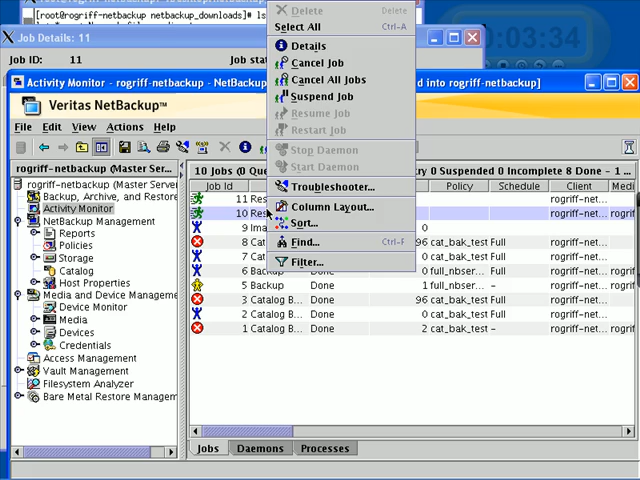 [root@rogriff-netbackup netbackup_downloads]# ls
Job Details: 11
Job ID: 11
Job stat
00:03:34
Activity Monitor - rogriff-netbackup - NetB
d into rogriff-netbackup]
Veritas NetBackup™
File Edit View Actions Help
Delete Delete
Select All Ctrl-A
Details
Cancel Job
Cancel All Jobs
Suspend Job
Resume Job
Restart Job
Stop Daemon
Start Daemon
Troubleshooter...
Column Layout...
Sort...
Find... Ctrl-F
Filter...
rogriff-netbackup (Master Serve
rogriff-netbackup (Master Server
Backup, Archive, and Restore
Activity Monitor
NetBackup Management
Reports
Policies
Storage
Catalog
Host Properties
Media and Device Management
Device Monitor
Media
Devices
Credentials
Access Management
Vault Management
Filesystem Analyzer
Bare Metal Restore Managem
10 Jobs (0 Que
ry 0 Suspended 0 Incomplete 8 Done - 1 ...
Job Id Policy Schedule Client Medi
11 Res rogriff-net...
10 Res rogriff-net... rogrif
9 Ima 0
8 Cat 96 cat_bak_test Full rogriff-net... rogrif
7 Cat 0 cat_bak_test Full rogriff-net... rogrif
6 Backup Done 0 full_nbser... Full rogriff-net... rogrif
5 Backup Done 1 full_nbser... - rogriff-net... rogrif
3 Catalog B... Done 96 cat_bak_test Full rogriff-net... rogrif
2 Catalog B... Done 0 cat_bak_test Full rogriff-net... rogrif
1 Catalog B... Done 2 cat_bak_test - rogriff-net... rogrif
Jobs Daemons Processes